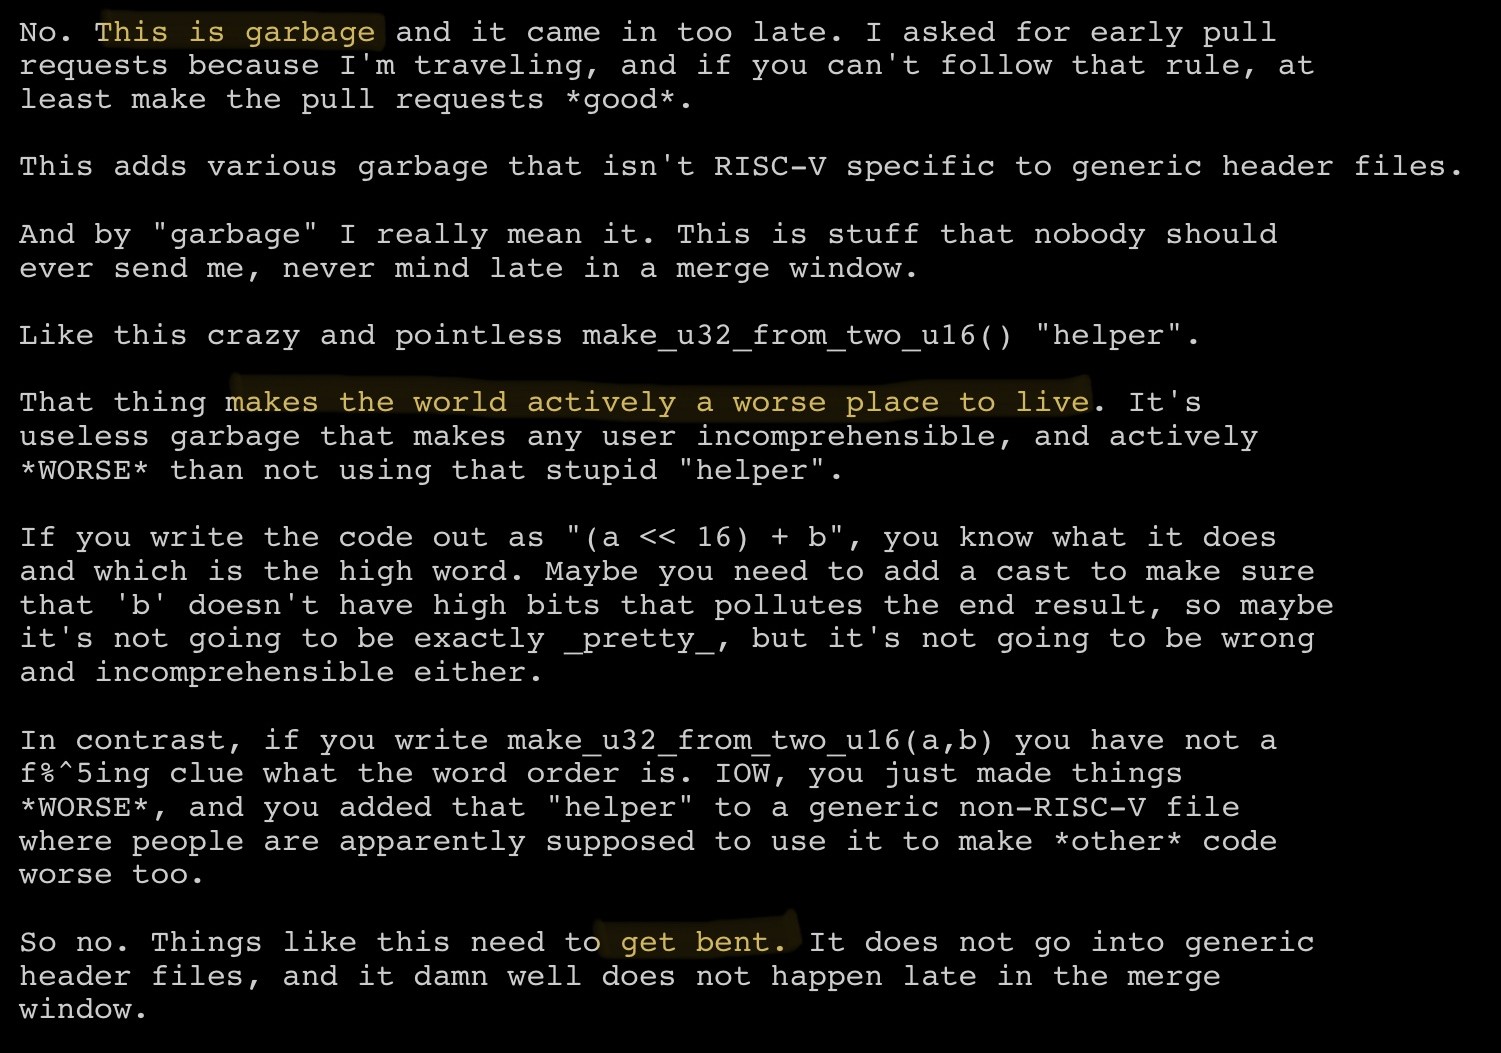 No. This is garbage and it came in too late. I asked for early pull
requests because I'm traveling, and if you can't follow that rule, at
least make the pull requests *good*.
This adds various garbage that isn't RISC-V specific to generic header files.
And by "garbage" I really mean it. This is stuff that nobody should
ever send me, never mind late in a merge window.
Like this crazy and pointless make_u32_from_two_u16() "helper".
That thing makes the world actively a worse place to live. It's
useless garbage that makes any user incomprehensible, and actively
*WORSE* than not using that stupid "helper".
If you write the code out as "(a << 16) + b", you know what it does
and which is the high word. Maybe you need to add a cast to make sure
that 'b' doesn't have high bits that pollutes the end result, so maybe
it's not going to be exactly _pretty_, but it's not going to be wrong
and incomprehensible either.
In contrast, if you write make_u32_from_two_u16(a,b) you have not a
f%^5ing clue what the word order is. IOW, you just made things
*WORSE*, and you added that "helper" to a generic non-RISC-V file
where people are apparently supposed to use it to make *other* code
worse too.
So no. Things like this need to get bent. It does not go into generic
header files, and it damn well does not happen late in the merge
window.